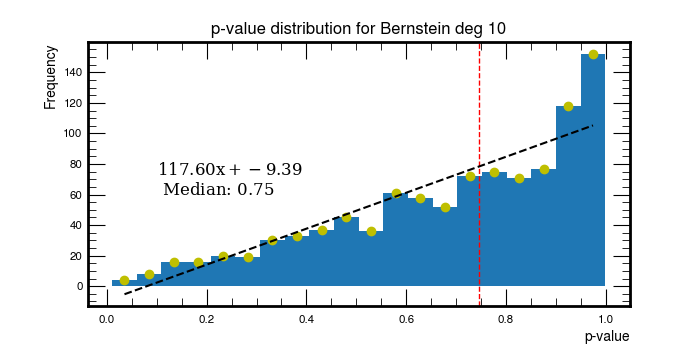 p-value distribution for Bernstein deg 10
Frequency
140
120
100
80
60
40
20
0
117.60x + −9.39
Median: 0.75
0.0 0.2 0.4 0.6 0.8 1.0
p-value